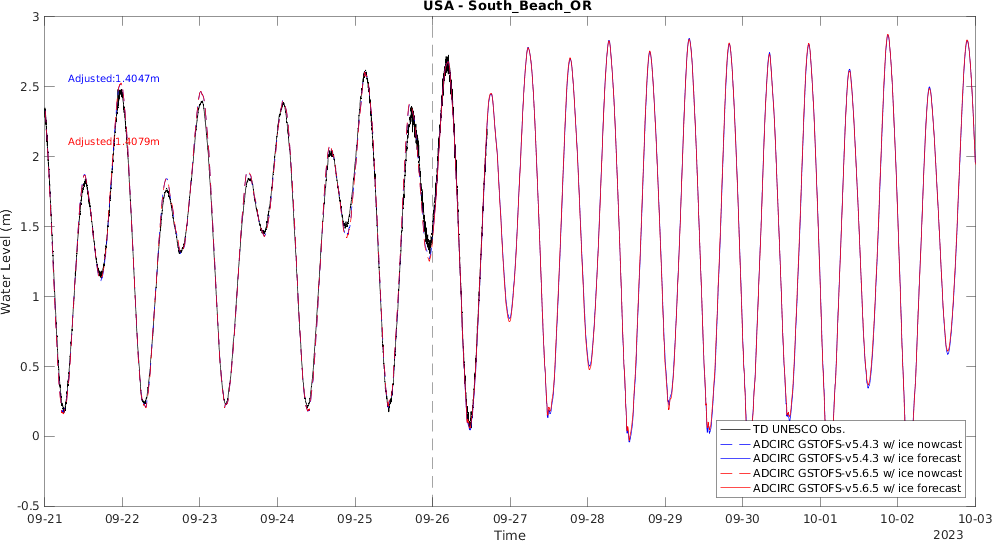 USA - South_Beach_OR
3
2.5
2
1.5
1
0.5
0
-0.5
Water Level (m)
Adjusted:1.4047m
Adjusted:1.4079m
TD UNESCO Obs.
ADCIRC GSTOFS-v5.4.3 w/ ice nowcast
ADCIRC GSTOFS-v5.4.3 w/ ice forecast
ADCIRC GSTOFS-v5.6.5 w/ ice nowcast
ADCIRC GSTOFS-v5.6.5 w/ ice forecast
09-21 09-22 09-23 09-24 09-25 09-26 09-27 09-28 09-29 09-30 10-01 10-02 10-03
Time
2023